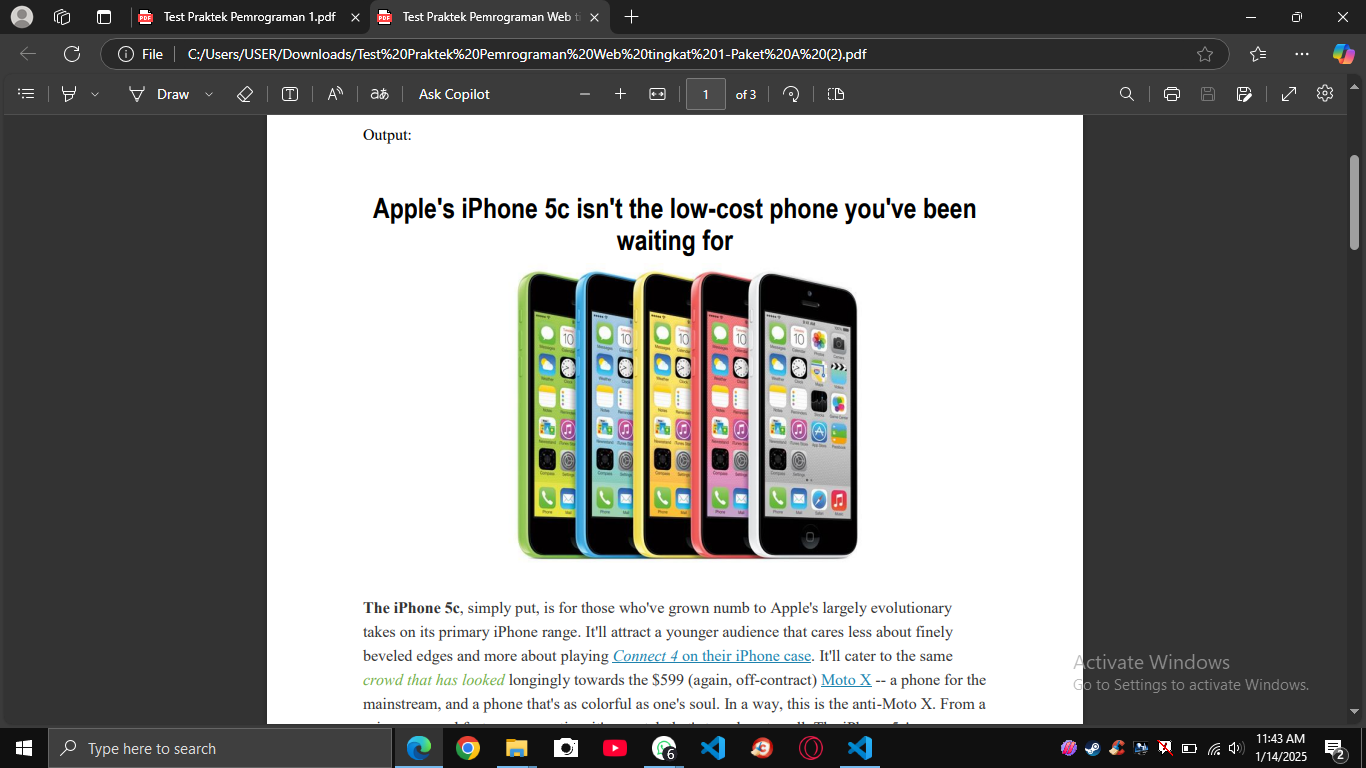 Test Praktek Pemrograman 1.pdf
Test Praktek Pemrograman Web ti
File
C:/Users/USER/Downloads/Test%20Praktek%20Pemrograman%20Web%20tingkat%201-Paket%20A%20(2).pdf
Draw
Ask Copilot
1
of 3
Output:
Apple's iPhone 5c isn't the low-cost phone you've been
waiting for
The iPhone 5c, simply put, is for those who've grown numb to Apple's largely evolutionary
takes on its primary iPhone range. It'll attract a younger audience that cares less about finely
beveled edges and more about playing Connect 4 on their iPhone case. It'll cater to the same
crowd that has looked longingly towards the $599 (again, off-contract) Moto X -- a phone for the
mainstream, and a phone that's as colorful as one's soul. In a way, this is the anti-Moto X. From a
Activate Windows
Go to Settings to activate Windows.
Type here to search
6
11:43 AM
1/14/2025
2